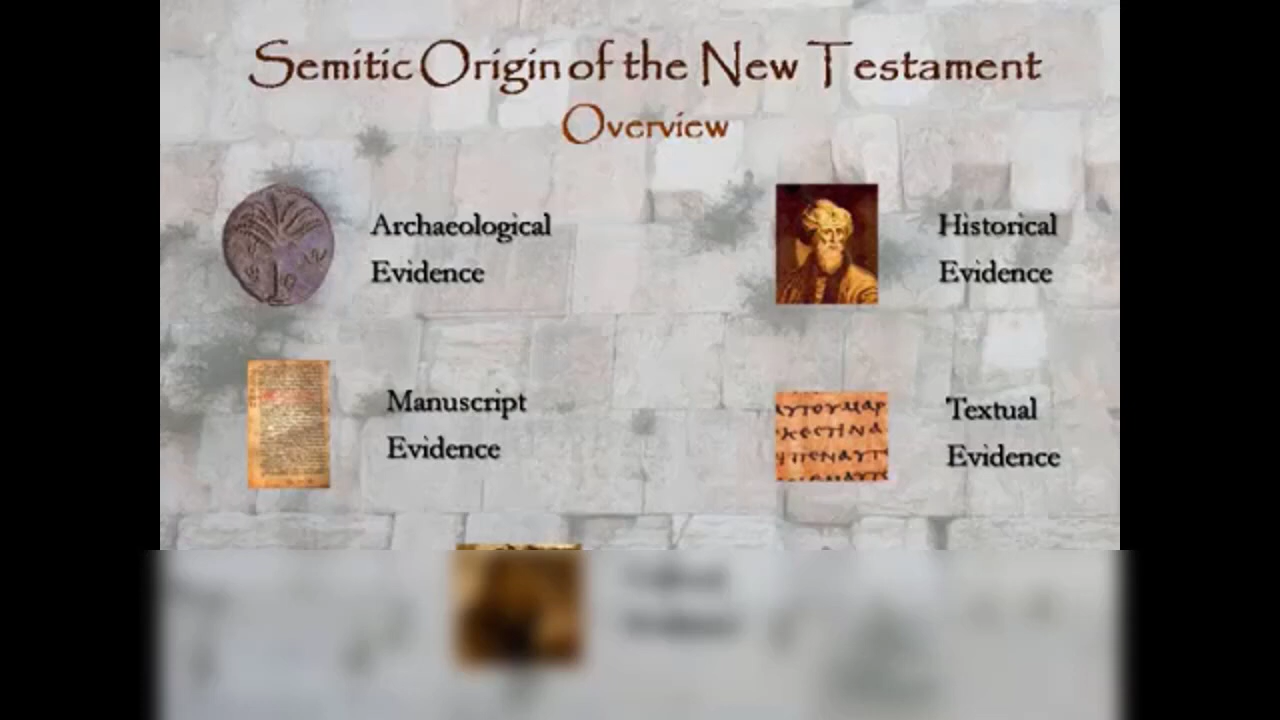 Semitic Origin of the New Testament
Overview
Archaeological
Evidence
Historical
Evidence
Manuscript
Evidence
Textual
Evidence